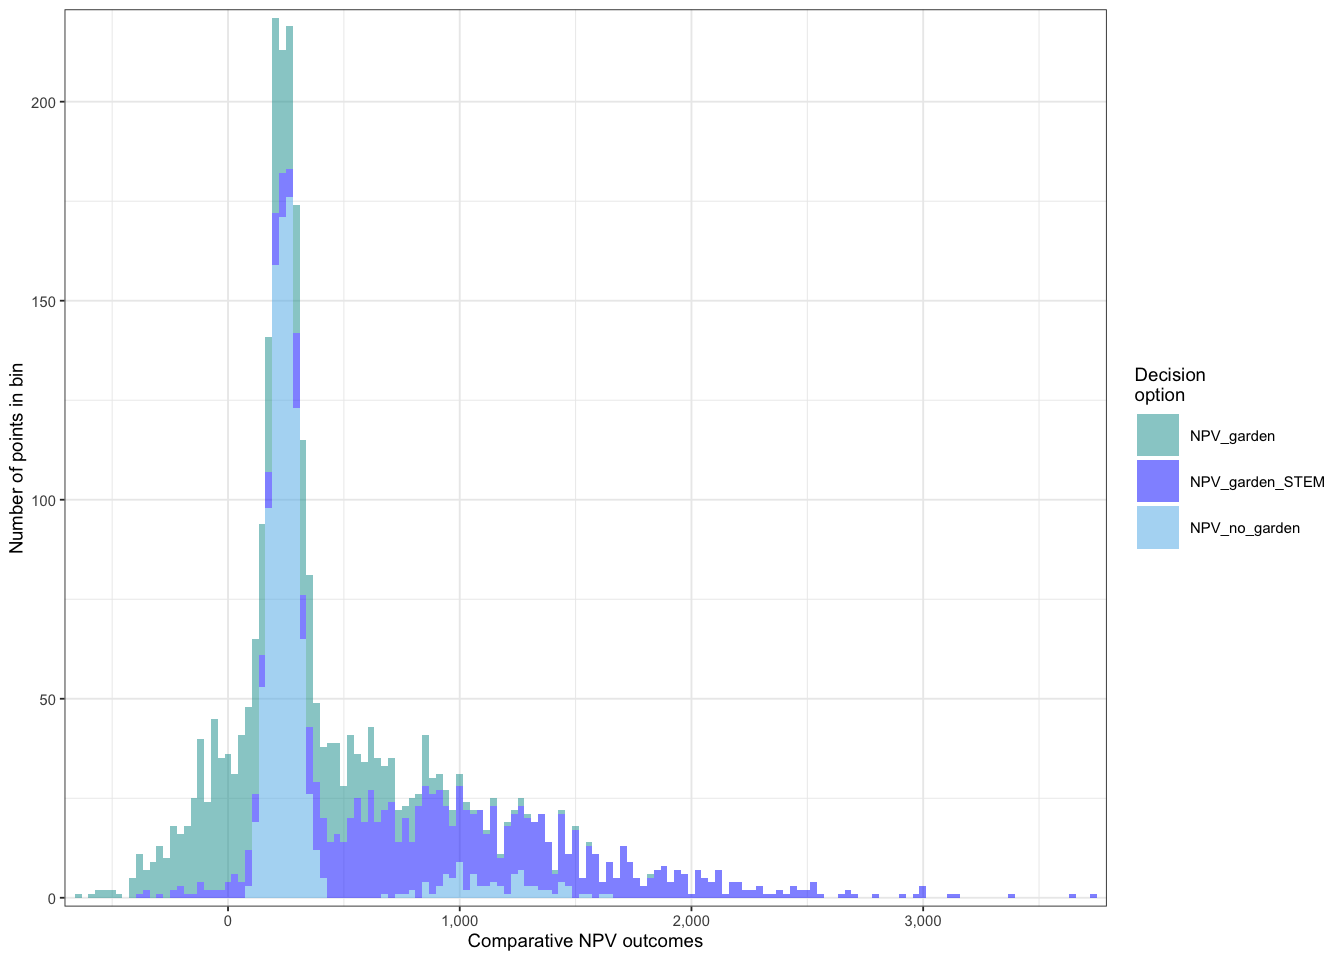 200
150
100
50
0
Number of points in bin
0
1,000
2,000
3,000
Comparative NPV outcomes
Decision
option
NPV_garden
NPV_garden_STEM
NPV_no_garden